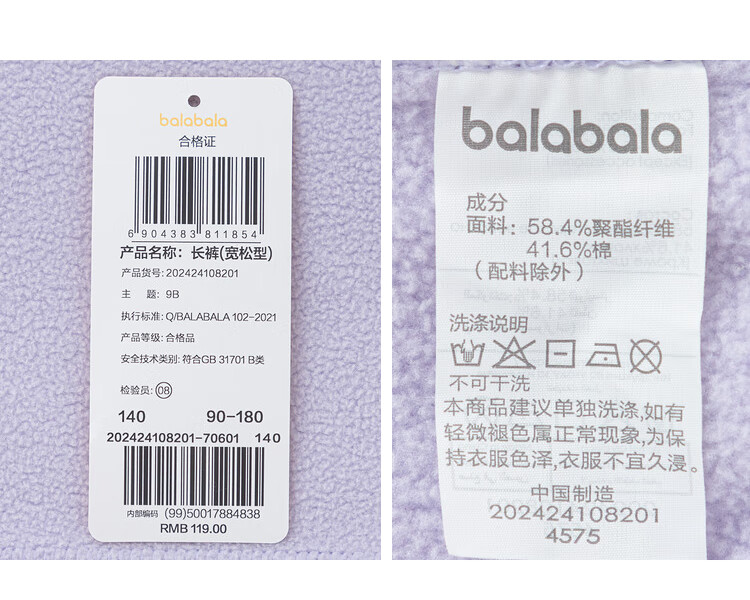 balabala
合格证
6 904383 811854
产品名称: 长裤(宽松型)
产品货号: 202424108201
主 题: 9B
执行标准: Q/BALABALA 102-2021
产品等级: 合格品
安全技术类别: 符合GB 31701 B类
检验员: 08
140 90-180
202424108201-70601 140
内部编码 (99)50017884838
RMB 119.00
balabala
成分
面料: 58.4%聚酯纤维
41.6%棉
(配料除外)
洗涤说明
不可干洗
本商品建议单独洗涤,如有
轻微褪色属正常现象,为保
持衣服色泽,衣服不宜久浸。
中国制造
202424108201
4575